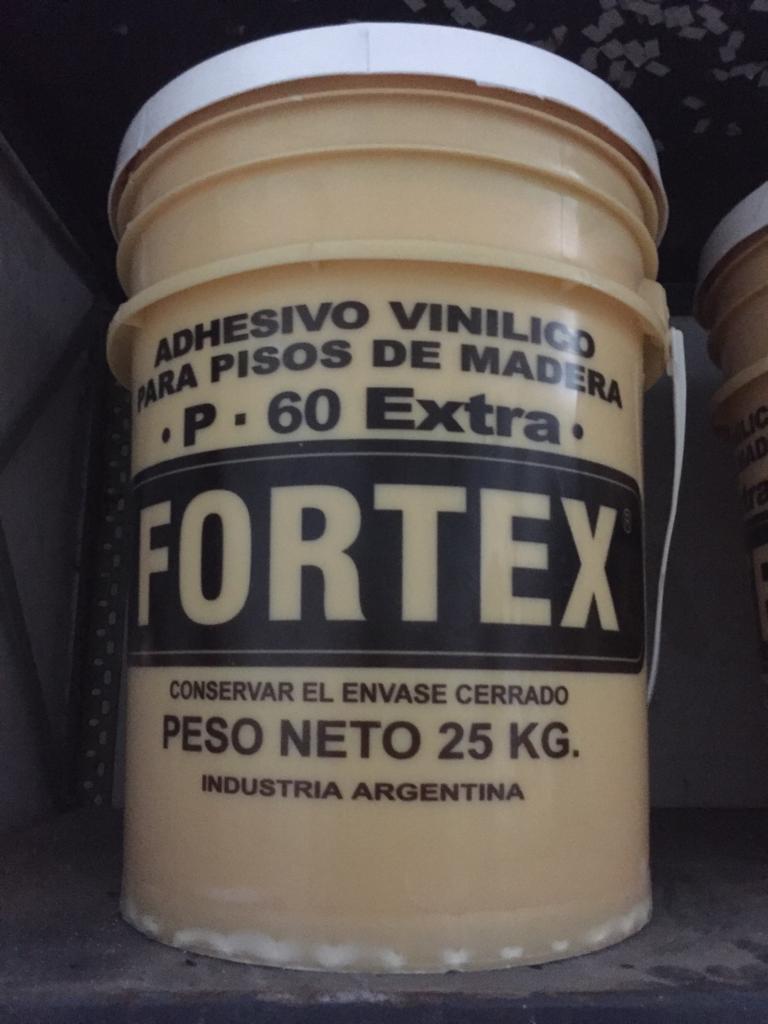 ADHESIVO VINILICO
PARA PISOS DE MADERA
· P · 60 Extra ·
FORTEX®
CONSERVAR EL ENVASE CERRADO
PESO NETO 25 KG.
INDUSTRIA ARGENTINA